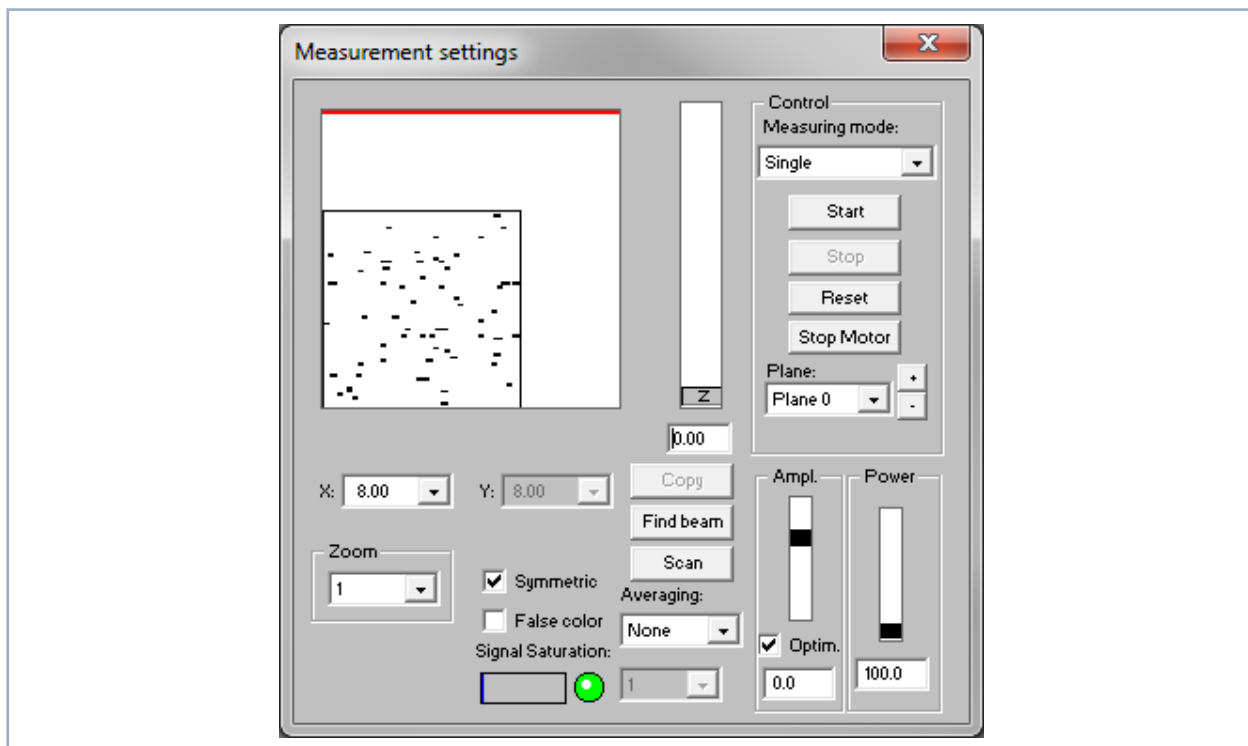 Measurement settings
Control
Measuring mode:
Single
Start
Stop
Reset
Stop Motor
Plane:
Plane 0
+
-
Z
0.00
X: 8.00
Y: 8.00
Copy
Find beam
Scan
Zoom
1
Symmetric
False color
Signal Saturation:
Averaging:
None
1
Ampl.
Optim.
0.0
Power
100.0